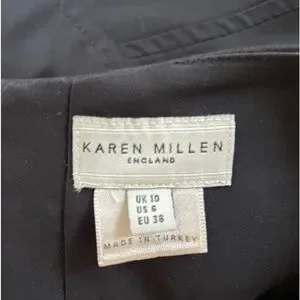 KAREN MILLEN
ENGLAND
UK 10
US 6
EU 38
MADE IN TURKEY